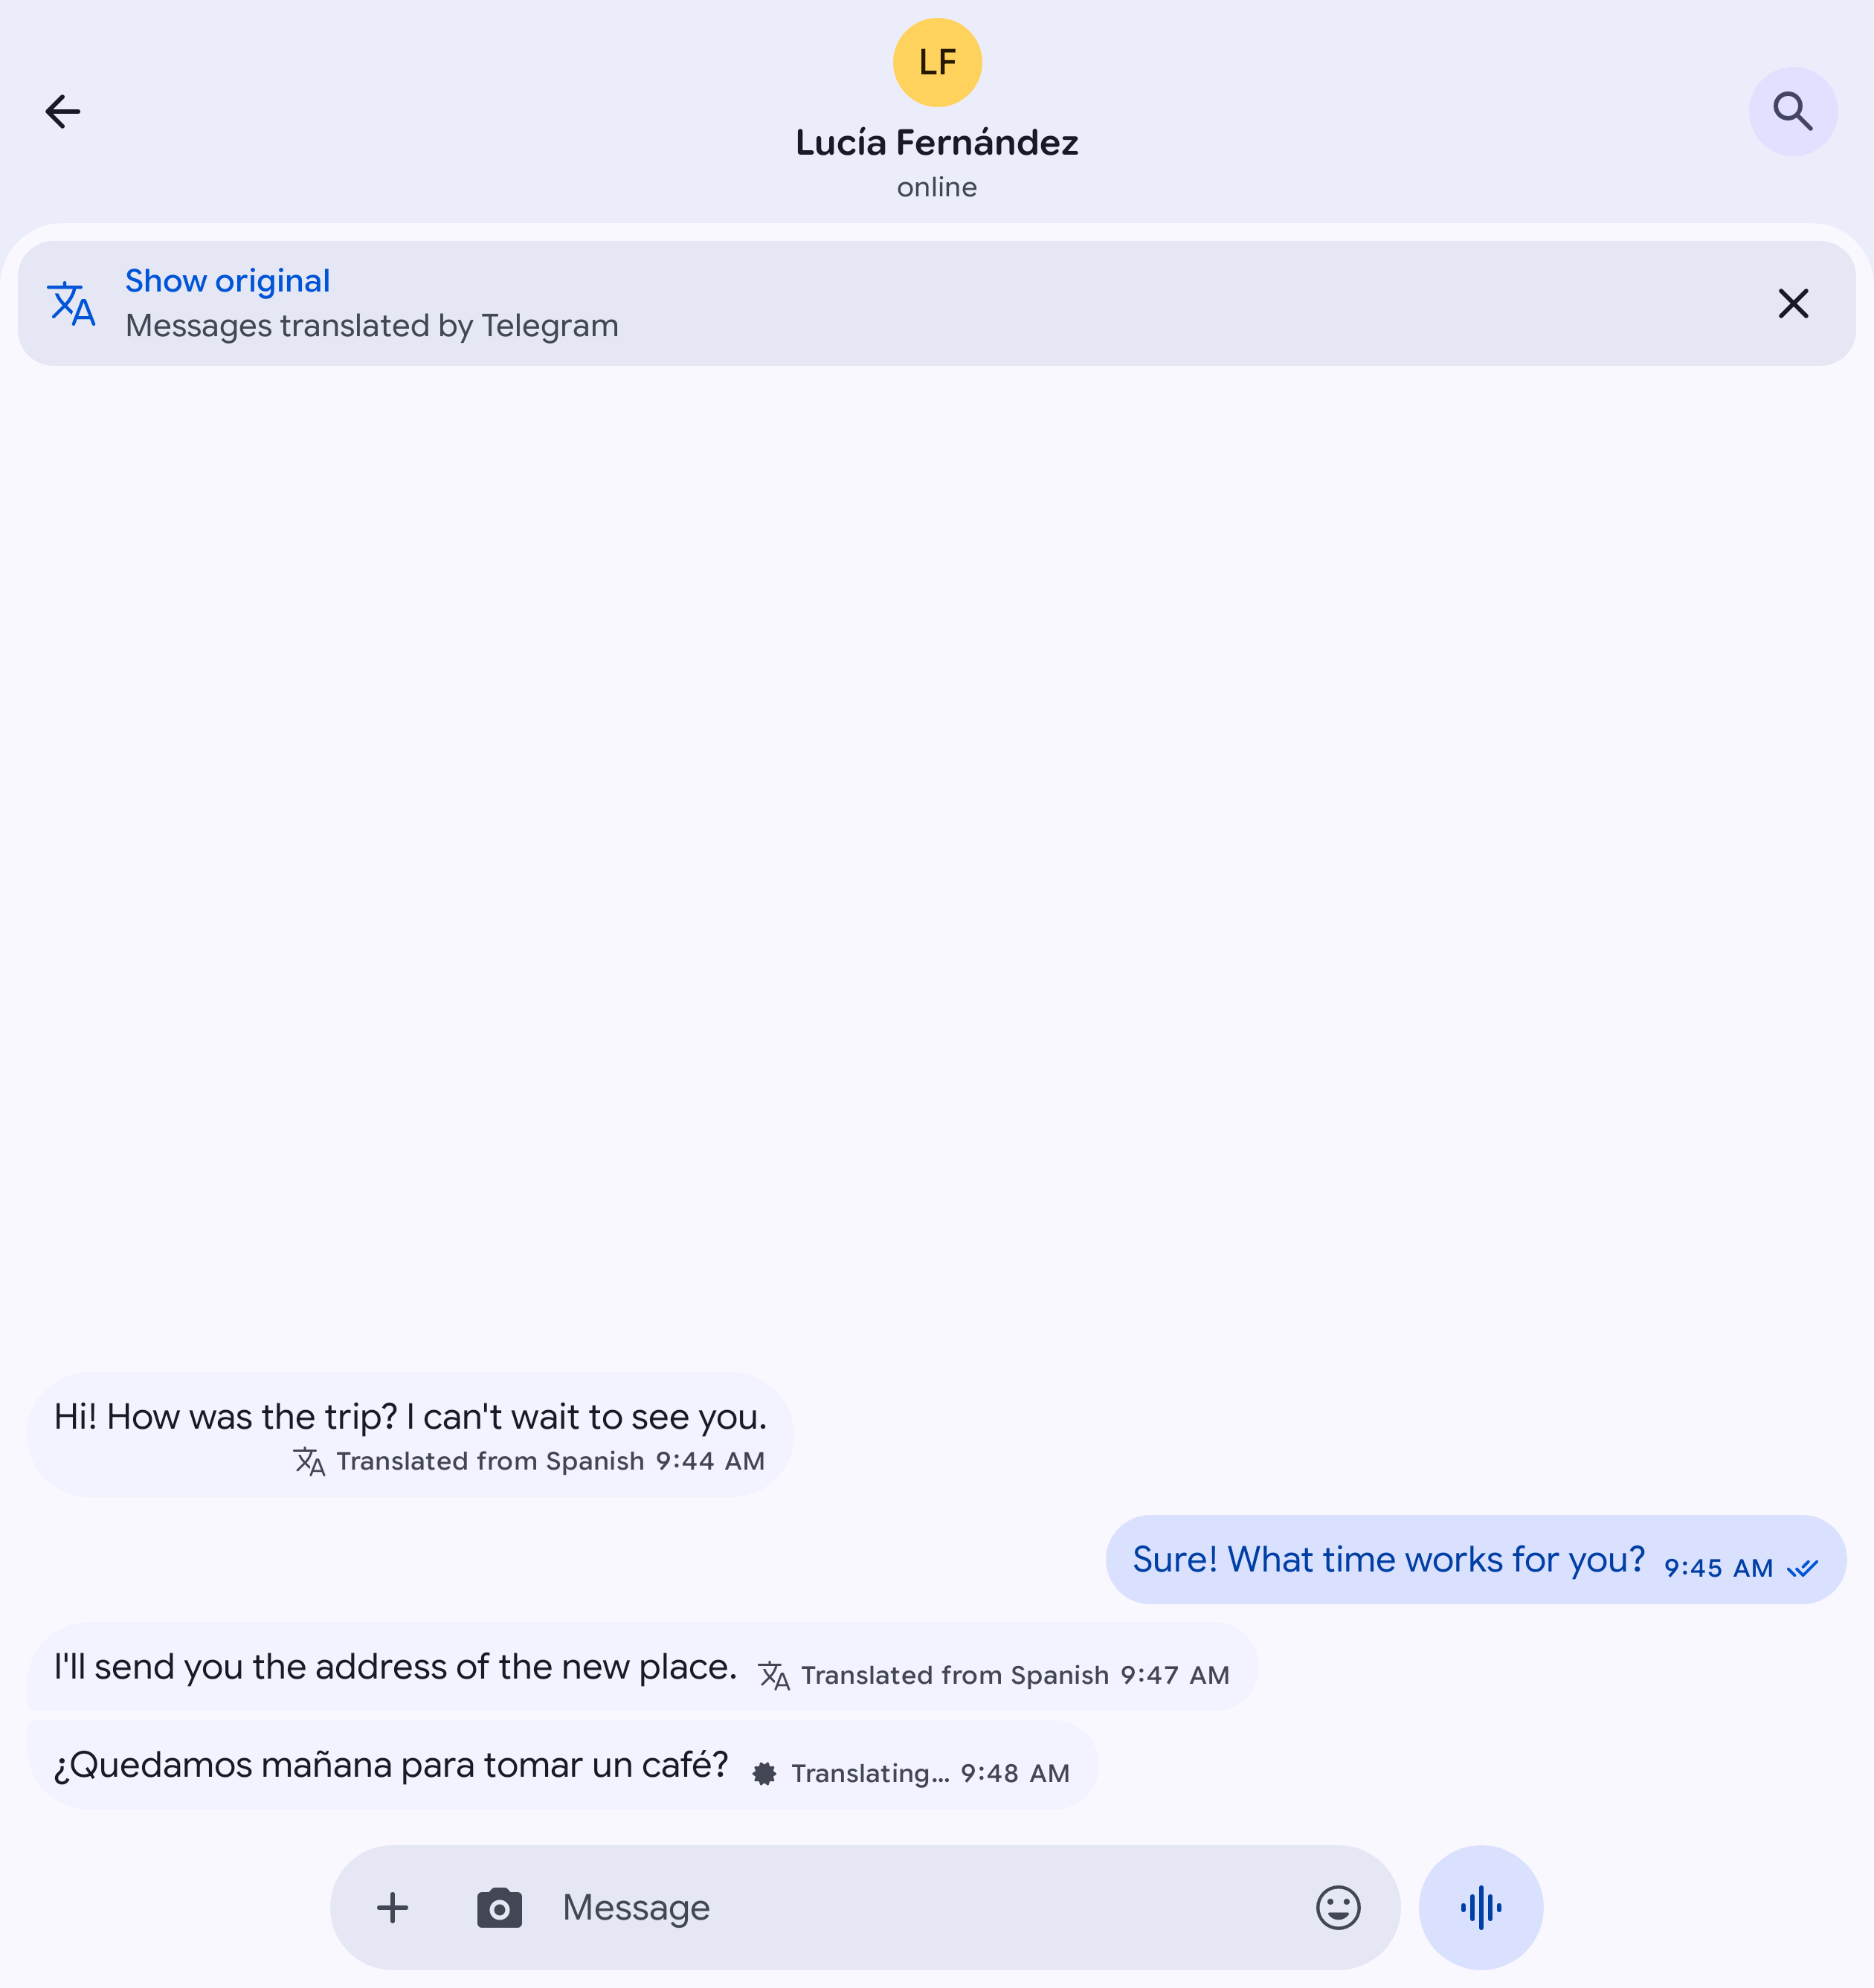 LF
Lucía Fernández
online
Show original
Messages translated by Telegram
Hi! How was the trip? I can't wait to see you.
Translated from Spanish 9:44 AM
Sure! What time works for you? 9:45 AM
I'll send you the address of the new place. Translated from Spanish 9:47 AM
¿Quedamos mañana para tomar un café? Translating... 9:48 AM
Message